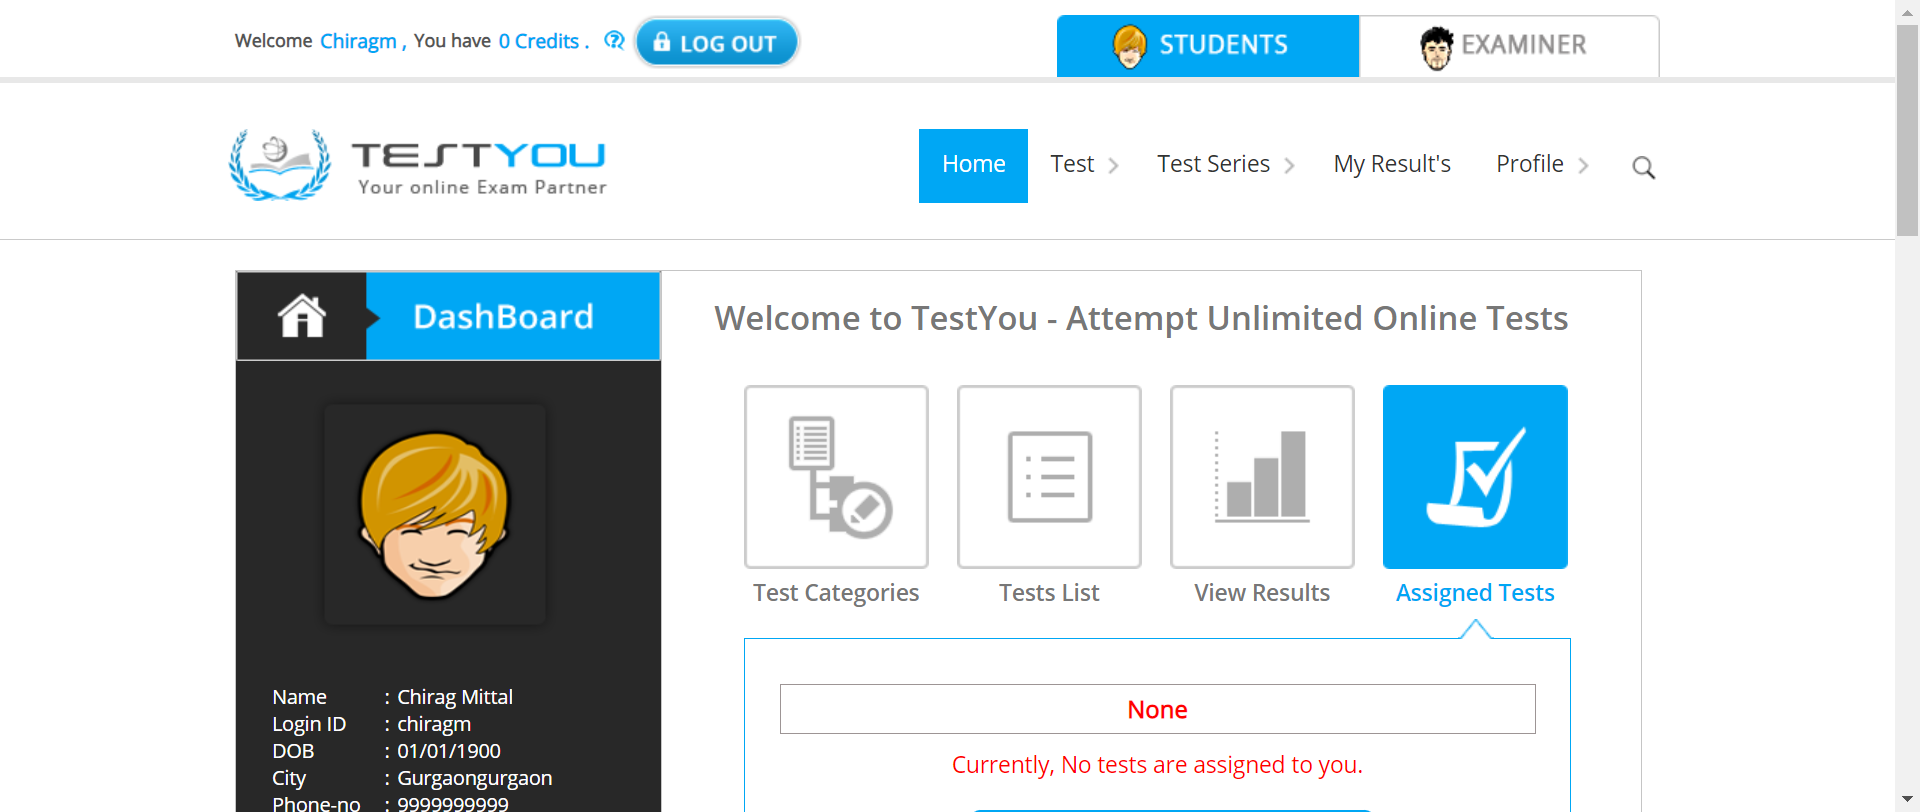 Welcome Chiragm , You have 0 Credits .
LOG OUT
STUDENTS
EXAMINER
TESTYOU
Your online Exam Partner
Home
Test
Test Series
My Result's
Profile
DashBoard
Welcome to TestYou - Attempt Unlimited Online Tests
Test Categories
Tests List
View Results
Assigned Tests
None
Currently, No tests are assigned to you.
Name : Chirag Mittal
Login ID : chiragm
DOB : 01/01/1900
City : Gurgaongurgaon
Phone-no : 9999999999